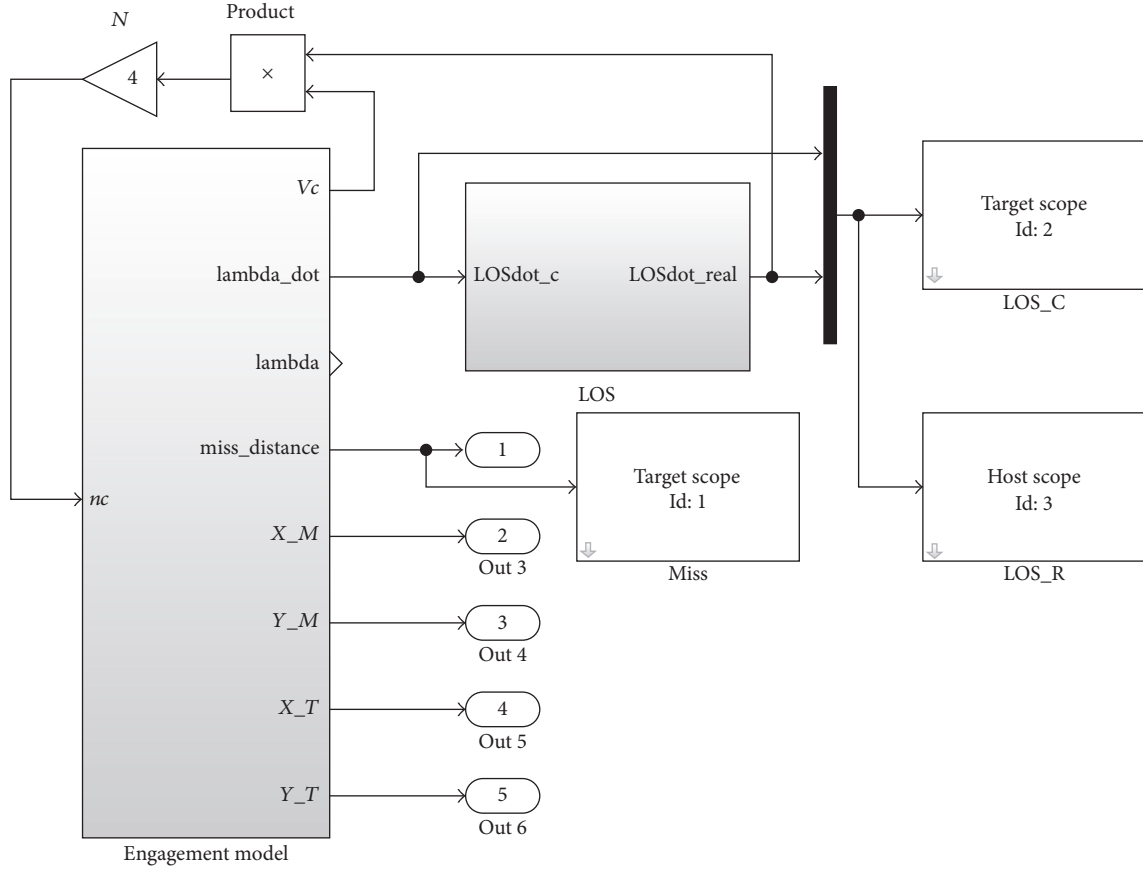 N
Product
4
×
Vc
lambda_dot
lambda
miss_distance
nc
X_M
Y_M
X_T
Y_T
Engagement model
LOSdot_c
LOSdot_real
LOS
1
2
Out 3
3
Out 4
4
Out 5
5
Out 6
Target scope
Id: 1
Miss
Target scope
Id: 2
LOS_C
Host scope
Id: 3
LOS_R